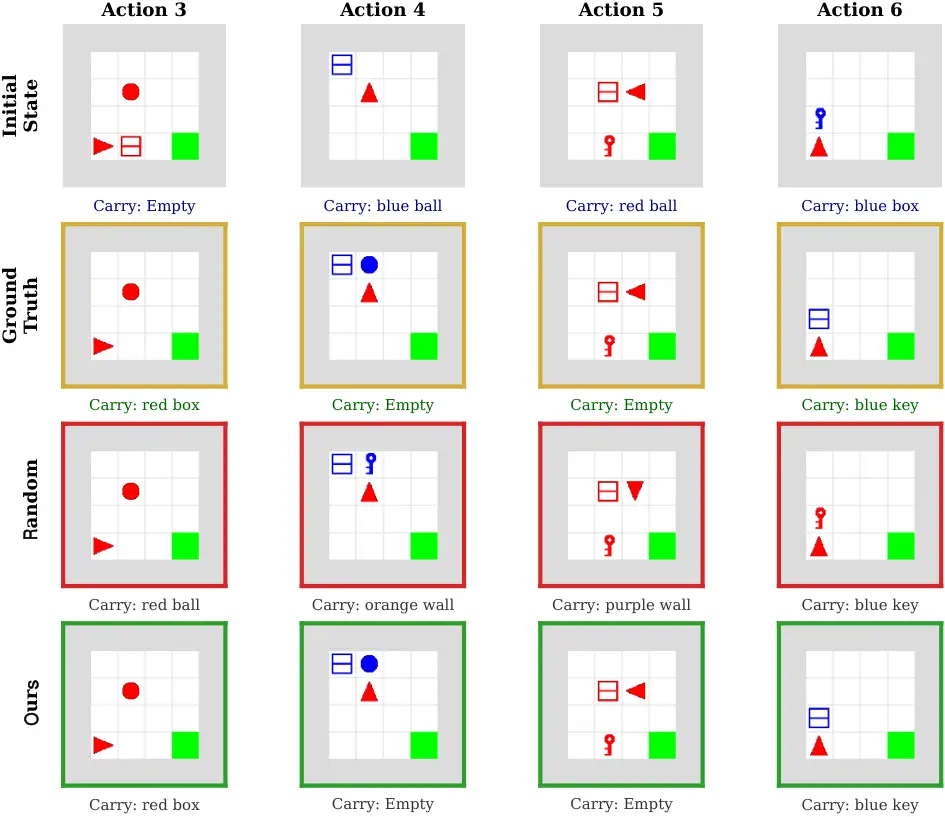 Action 3 Action 4 Action 5 Action 6
Initial
State
Carry: Empty Carry: blue ball Carry: red ball Carry: blue box
Ground
Truth
Carry: red box Carry: Empty Carry: Empty Carry: blue key
Random
Carry: red ball Carry: orange wall Carry: purple wall Carry: blue key
Ours
Carry: red box Carry: Empty Carry: Empty Carry: blue key